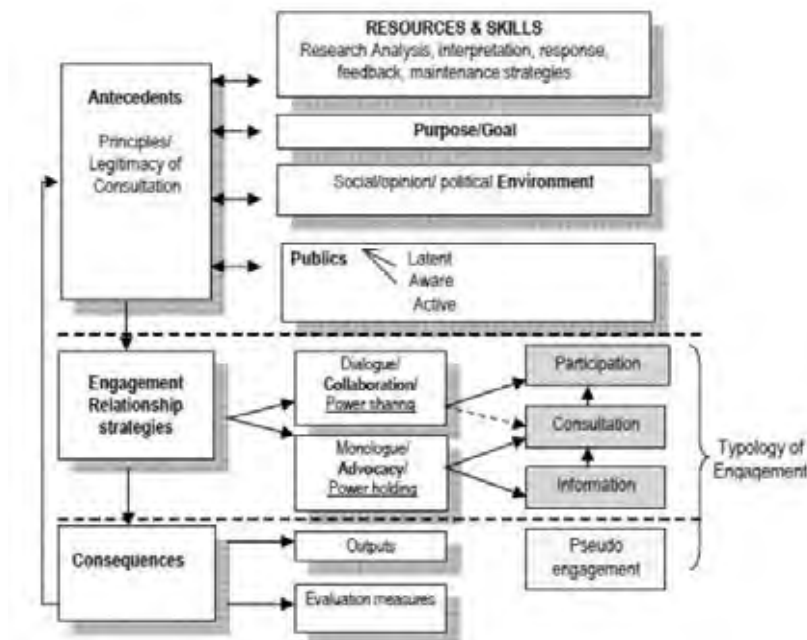 RESOURCES & SKILLS
Research Analysis, interpretation, response,
feedback, maintenance strategies
Antecedents
Principles/
Legitimacy of
Consultation
Purpose/Goal
Social/opinion/ political Environment
Publics
Latent
Aware
Active
Engagement
Relationship
strategies
Dialogue/
Collaboration/
Power sharing
Monologue/
Advocacy/
Power holding
Participation
Consultation
Information
Typology of
Engagement
Consequences
Outputs
Evaluation measures
Pseudo
engagement